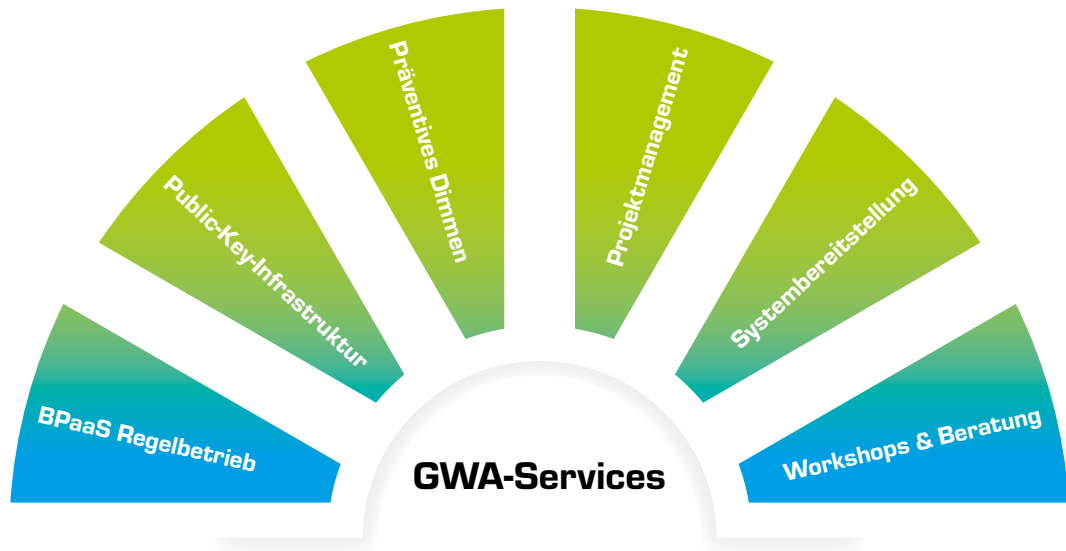 BPaaS Regelbetrieb
Public-Key-Infrastruktur
Präventives Dimmen
Projektmanagement
Systembereitstellung
Workshops & Beratung
GWA-Services